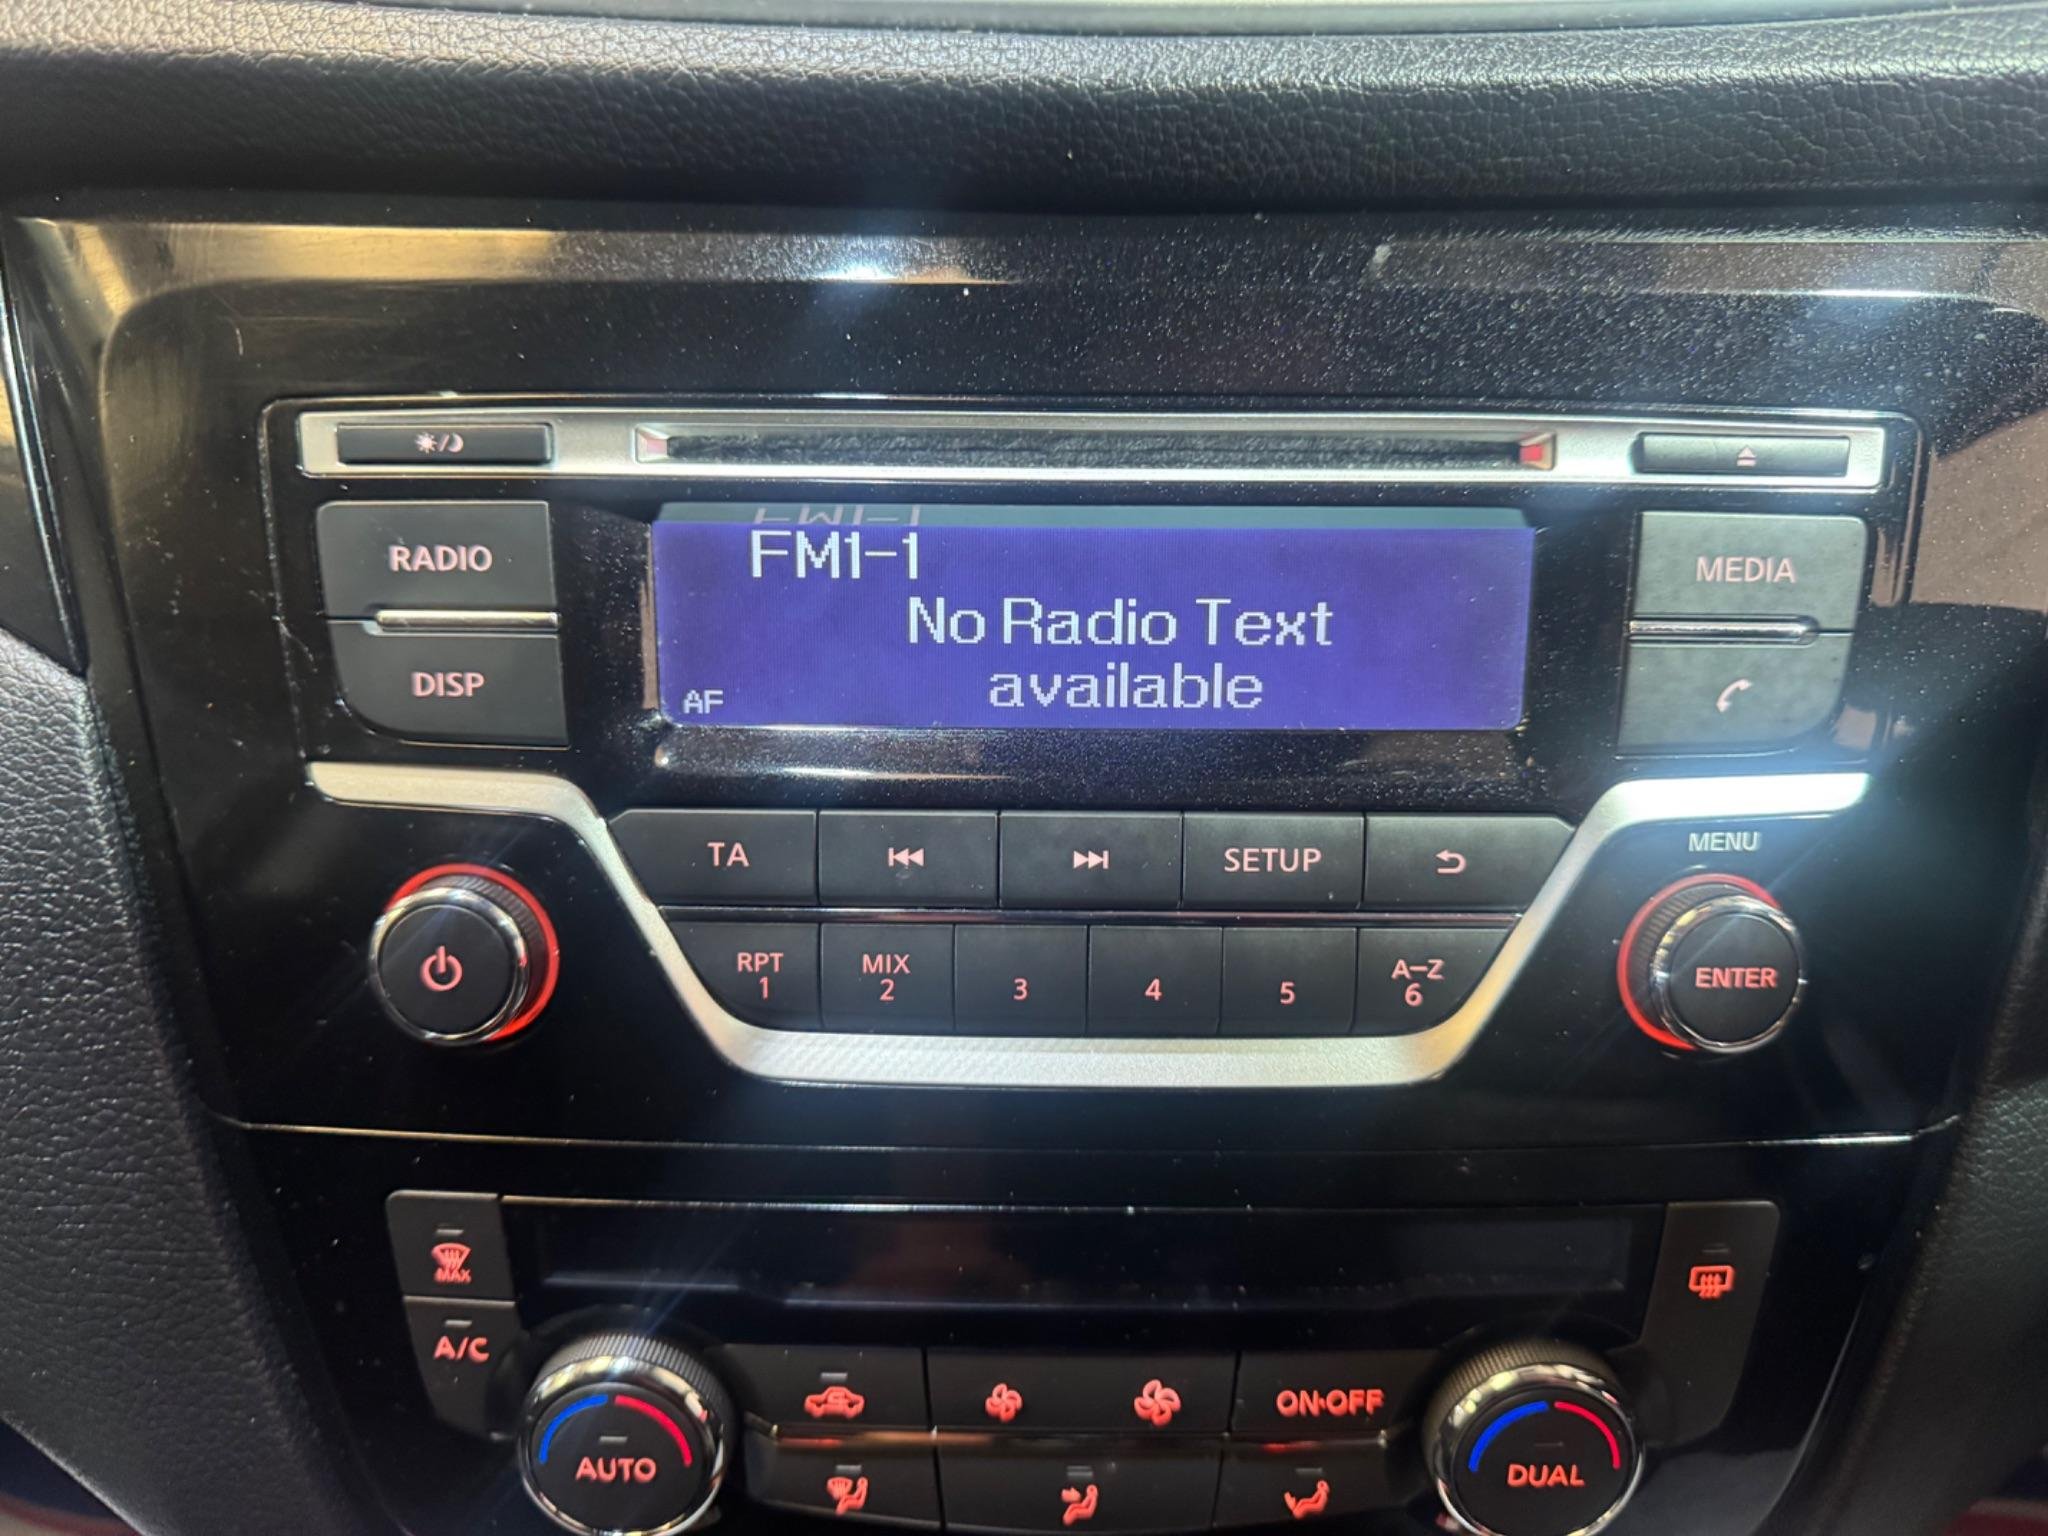 RADIO
DISP
FM1-1
No Radio Text
available
AF
MEDIA
TA
SETUP
MENU
RPT
1
MIX
2
3
4
5
A-Z
6
ENTER
MAX
A/C
AUTO
ON·OFF
DUAL